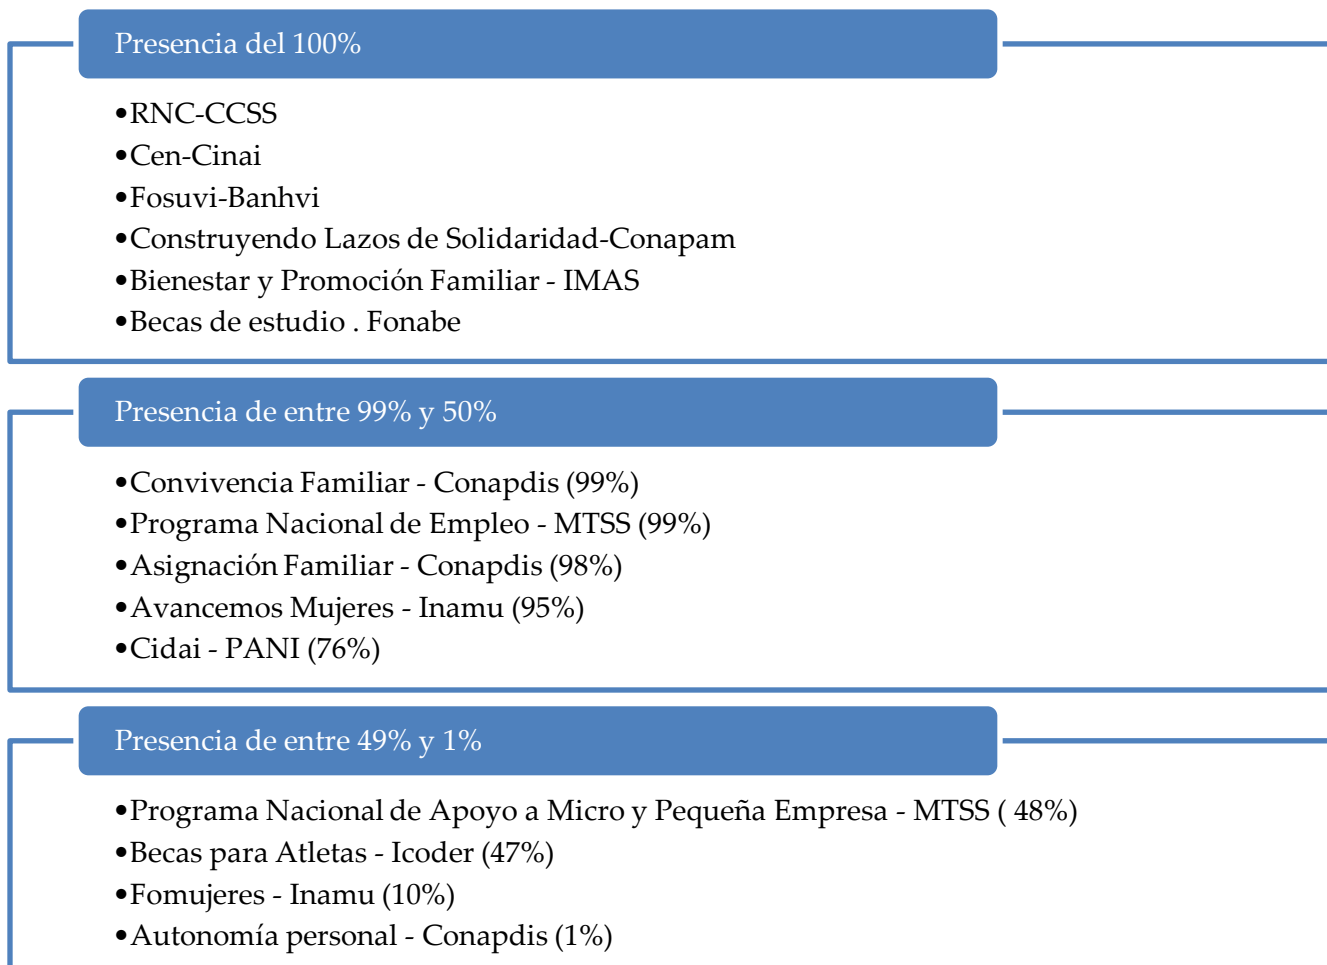 Presencia del 100%
•RNC-CCSS
•Cen-Cinai
•Fosuvi-Banhvi
•Construyendo Lazos de Solidaridad-Conapam
•Bienestar y Promoción Familiar - IMAS
•Becas de estudio . Fonabe
Presencia de entre 99% y 50%
•Convivencia Familiar - Conapdis (99%)
•Programa Nacional de Empleo - MTSS (99%)
•Asignación Familiar - Conapdis (98%)
•Avancemos Mujeres - Inamu (95%)
•Cidai - PANI (76%)
Presencia de entre 49% y 1%
•Programa Nacional de Apoyo a Micro y Pequeña Empresa - MTSS ( 48%)
•Becas para Atletas - Icoder (47%)
•Fomujeres - Inamu (10%)
•Autonomía personal - Conapdis (1%)